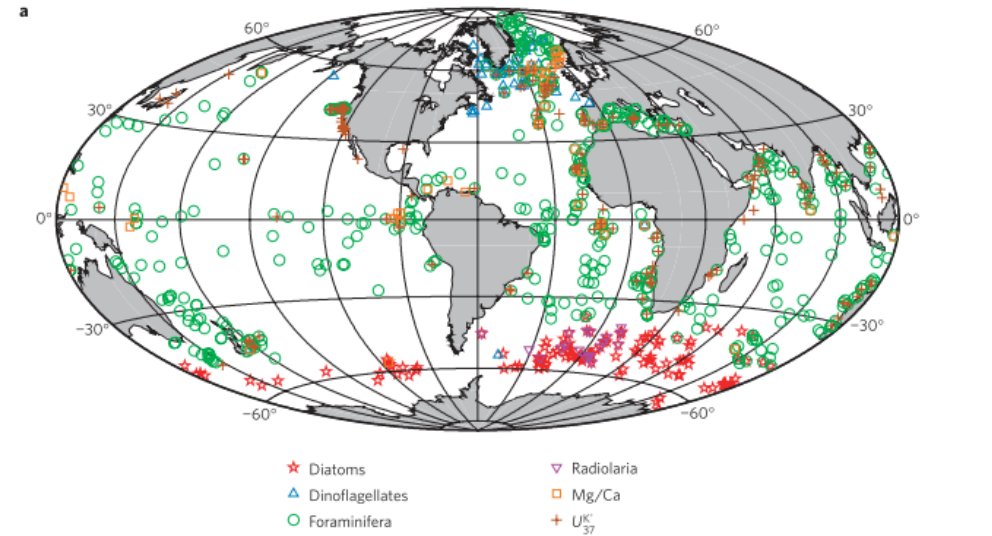 a
60°
60°
30°
30°
0°
0°
−30°
−30°
−60°
−60°
Diatoms
Radiolaria
Dinoflagellates
Mg/Ca
Foraminifera
U37K′